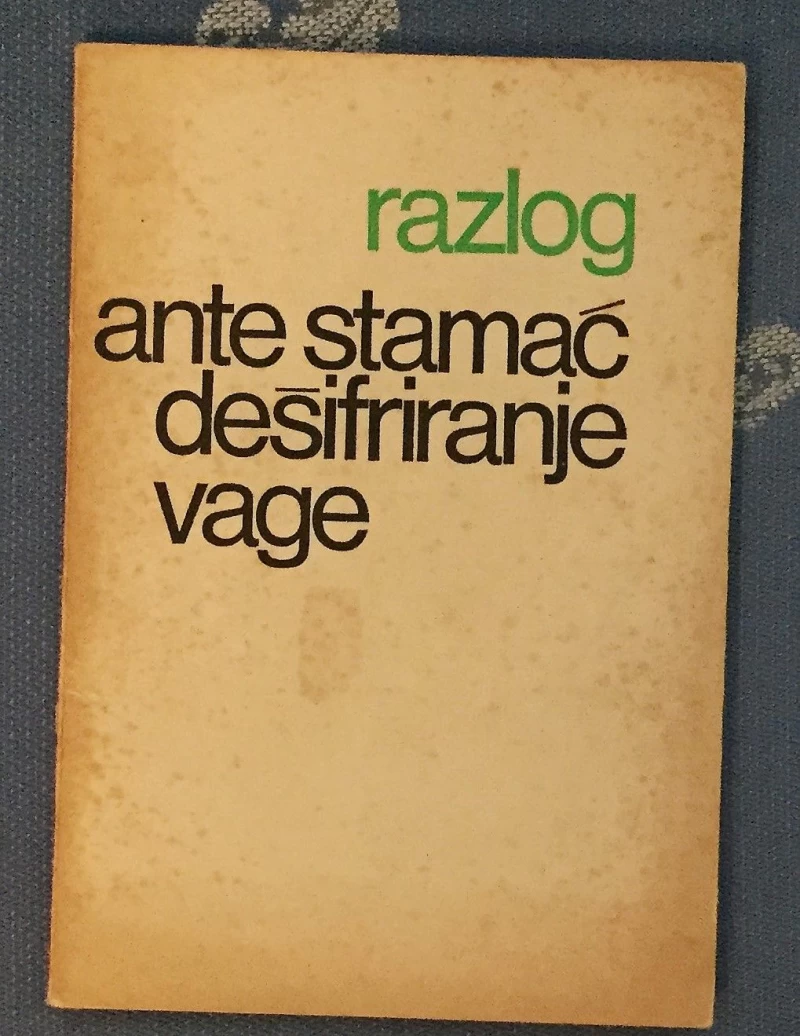 razlog
ante stamać
dešifriranje
vage